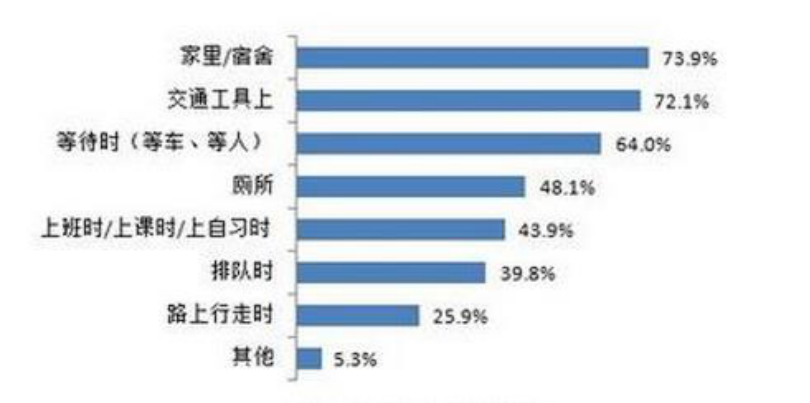 家里/宿舍 73.9%
交通工具上 72.1%
等待时（等车、等人） 64.0%
厕所 48.1%
上班时/上课时/上自习时 43.9%
排队时 39.8%
路上行走时 25.9%
其他 5.3%